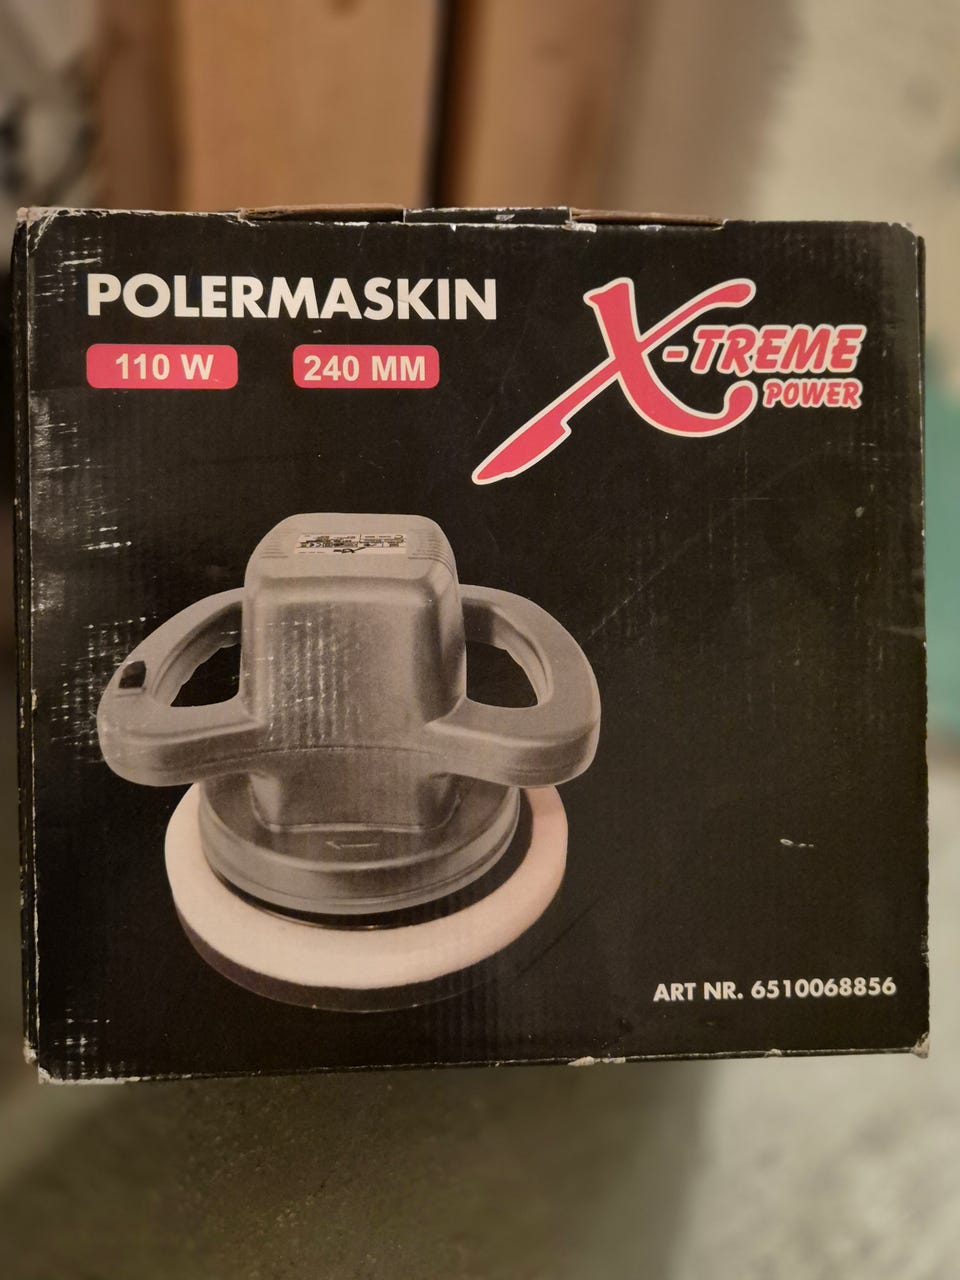 POLERMASKIN
110 W
240 MM
X-TREME
POWER
ART NR. 6510068856